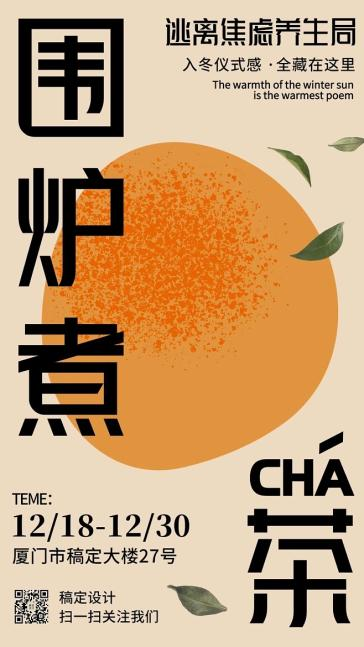 围炉煮
逃离焦虑养生局
入冬仪式感·全藏在这里
The warmth of the winter sun
is the warmest poem
CHÁ
茶
TEME：
12/18-12/30
厦门市稿定大楼27号
稿定设计
扫一扫关注我们